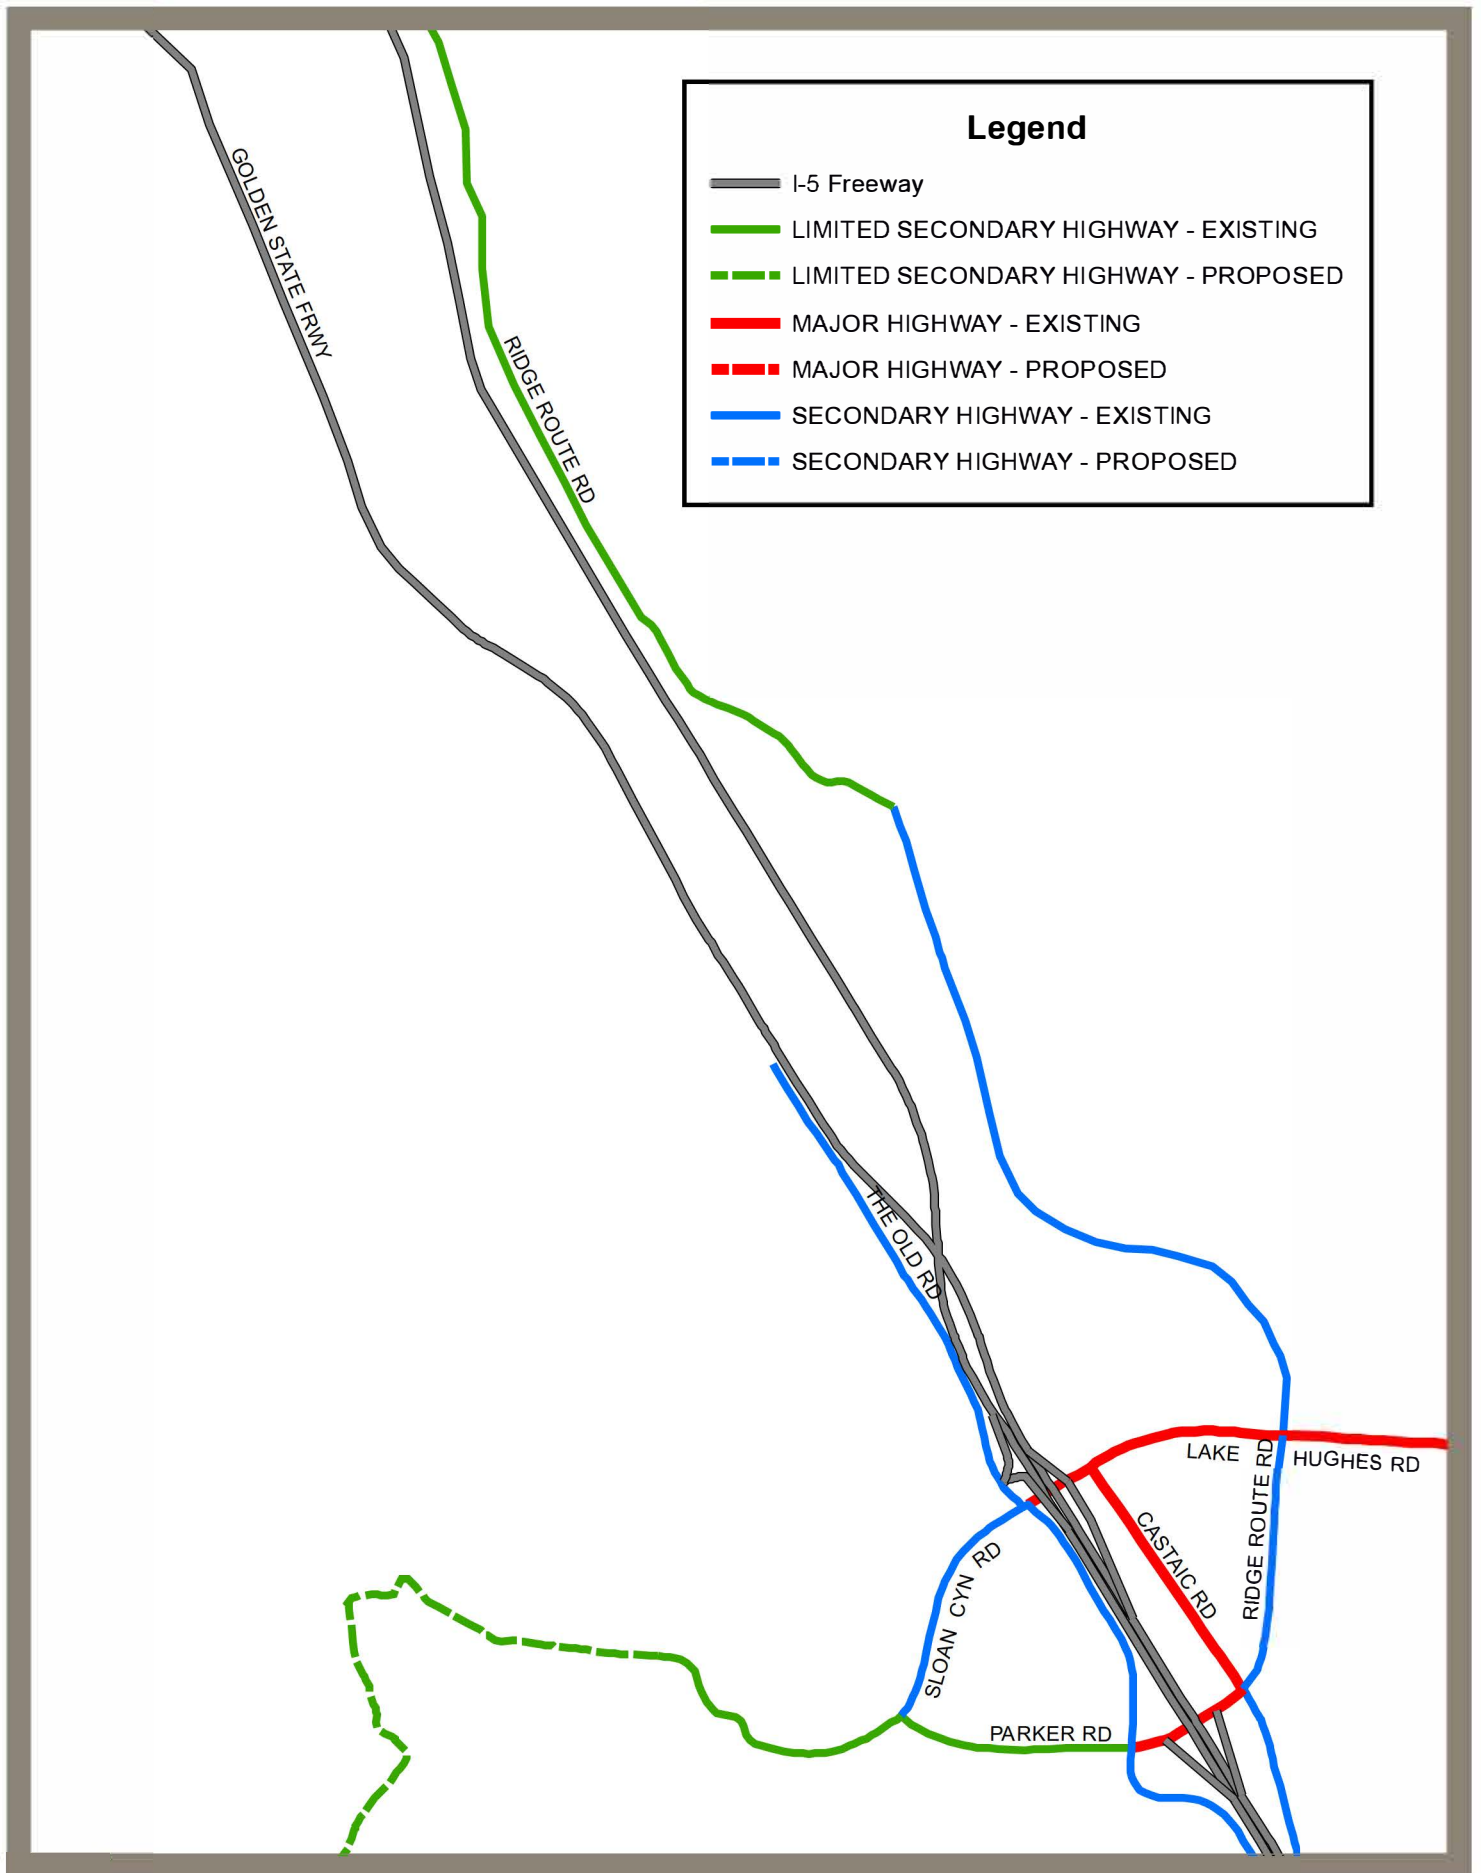 Legend
I-5 Freeway
LIMITED SECONDARY HIGHWAY - EXISTING
LIMITED SECONDARY HIGHWAY - PROPOSED
MAJOR HIGHWAY - EXISTING
MAJOR HIGHWAY - PROPOSED
SECONDARY HIGHWAY - EXISTING
SECONDARY HIGHWAY - PROPOSED
GOLDEN STATE FRWY
RIDGE ROUTE RD
THE OLD RD
LAKE HUGHES RD
CASTAIC RD
RIDGE ROUTE RD
SLOAN CYN RD
PARKER RD